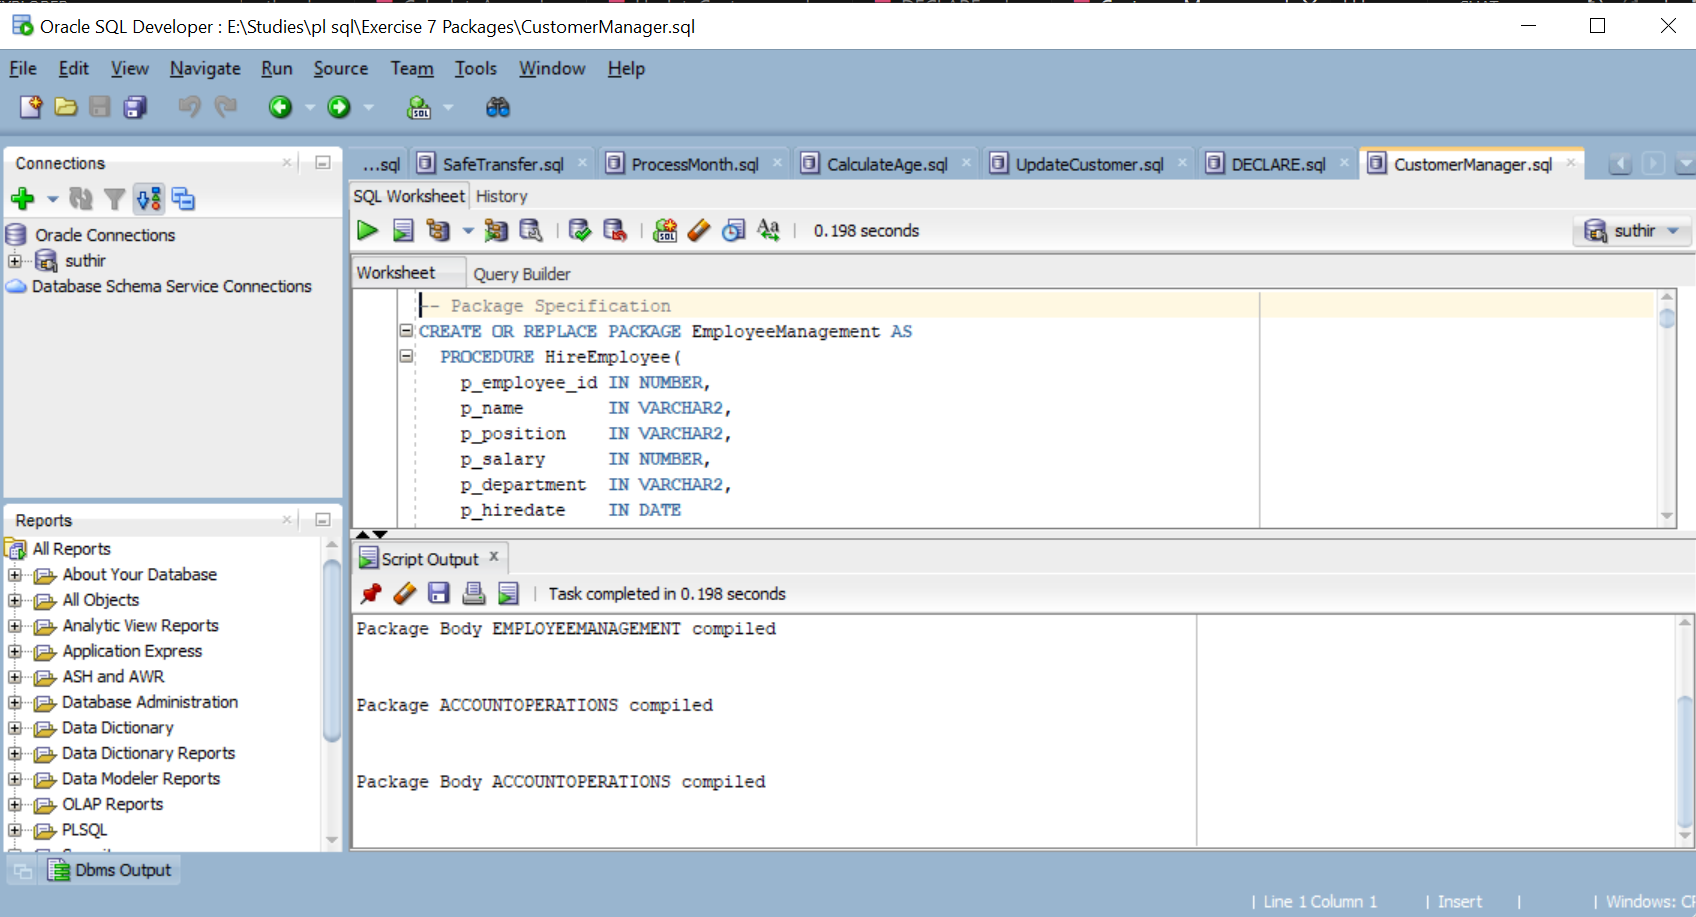 Oracle SQL Developer : E:\Studies\pl sql\Exercise 7 Packages\CustomerManager.sql
File Edit View Navigate Run Source Team Tools Window Help
Connections
Oracle Connections
suthir
Database Schema Service Connections
Reports
All Reports
About Your Database
All Objects
Analytic View Reports
Application Express
ASH and AWR
Database Administration
Data Dictionary
Data Dictionary Reports
Data Modeler Reports
OLAP Reports
PLSQL
...sql SafeTransfer.sql ProcessMonth.sql CalculateAge.sql UpdateCustomer.sql DECLARE.sql CustomerManager.sql
SQL Worksheet History
0.198 seconds
suthir
Worksheet Query Builder
-- Package Specification
CREATE OR REPLACE PACKAGE EmployeeManagement AS
PROCEDURE HireEmployee(
p_employee_id IN NUMBER,
p_name IN VARCHAR2,
p_position IN VARCHAR2,
p_salary IN NUMBER,
p_department IN VARCHAR2,
p_hiredate IN DATE
Script Output
Task completed in 0.198 seconds
Package Body EMPLOYEEMANAGEMENT compiled
Package ACCOUNTOPERATIONS compiled
Package Body ACCOUNTOPERATIONS compiled
Dbms Output
Line 1 Column 1 Insert Windows: